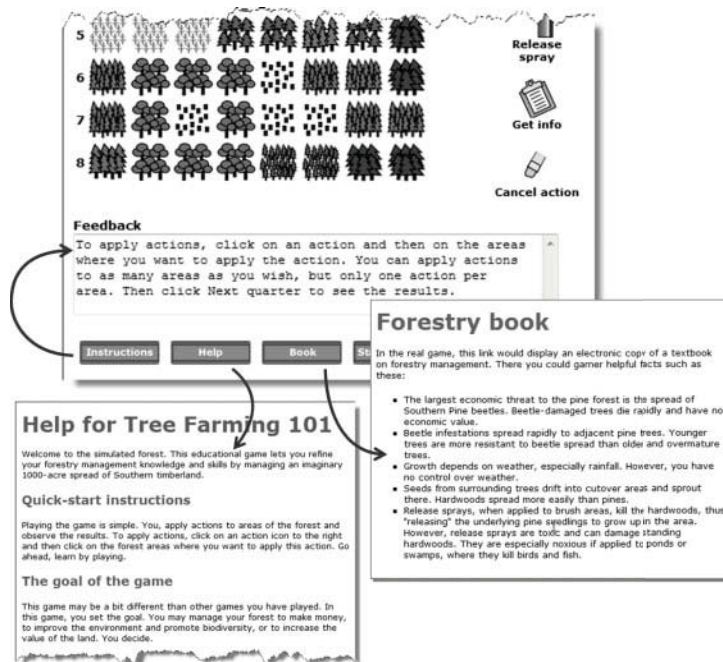 5
Release
spray
6
Get info
7
8
Cancel action
Feedback
To apply actions, click on an action and then on the areas
where you want to apply the action. You can apply actions
to as many areas as you wish, but only one action per
area. Then click Next quarter to see the results.
Instructions
Help
Book
Forestry book
In the real game, this link would display an electronic copy of a textbook
on forestry management. There you could garner helpful facts such as
these:
• The largest economic threat to the pine forest is the spread of
Southern Pine beetles. Beetle-damaged trees die rapidly and have no
economic value.
• Beetle infestations spread rapidly to adjacent pine trees. Younger
trees are more resistant to beetle spread than older and overmature
trees.
• Growth depends on weather, especially rainfall. However, you have
no control over weather.
• Seeds from surrounding trees drift into cutover areas and sprout
there. Hardwoods spread more easily than pines.
• Release sprays, when applied to brush areas, kill the hardwoods, thus
"releasing" the underlying pine seedlings to grow up in the area.
However, release sprays are toxic and can damage standing
hardwoods. They are especially noxious if applied to ponds or
swamps, where they kill birds and fish.
Help for Tree Farming 101
Welcome to the simulated forest. This educational game lets you refine
your forestry management knowledge and skills by managing an imaginary
1000-acre spread of Southern timberland.
Quick-start instructions
Playing the game is simple. You, apply actions to areas of the forest and
observe the results. To apply actions, click on an action icon to the right
and then click on the forest areas where you want to apply this action. Go
ahead, learn by playing.
The goal of the game
This game may be a bit different than other games you have played. In
this game, you set the goal. You may manage your forest to make money,
to improve the environment and promote biodiversity, or to increase the
value of the land. You decide.